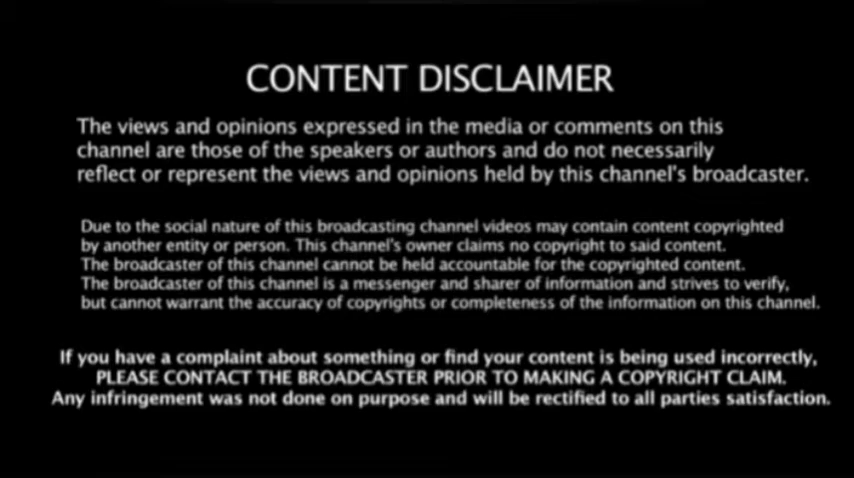 CONTENT DISCLAIMER
The views and opinions expressed in the media or comments on this
channel are those of the speakers or authors and do not necessarily
reflect or represent the views and opinions held by this channel's broadcaster.
Due to the social nature of this broadcasting channel videos may contain content copyrighted
by another entity or person. This channel's owner claims no copyright to said content.
The broadcaster of this channel cannot be held accountable for the copyrighted content.
The broadcaster of this channel is a messenger and sharer of information and strives to verify,
but cannot warrant the accuracy of copyrights or completeness of the information on this channel.
If you have a complaint about something or find your content is being used incorrectly,
PLEASE CONTACT THE BROADCASTER PRIOR TO MAKING A COPYRIGHT CLAIM.
Any infringement was not done on purpose and will be rectified to all parties satisfaction.